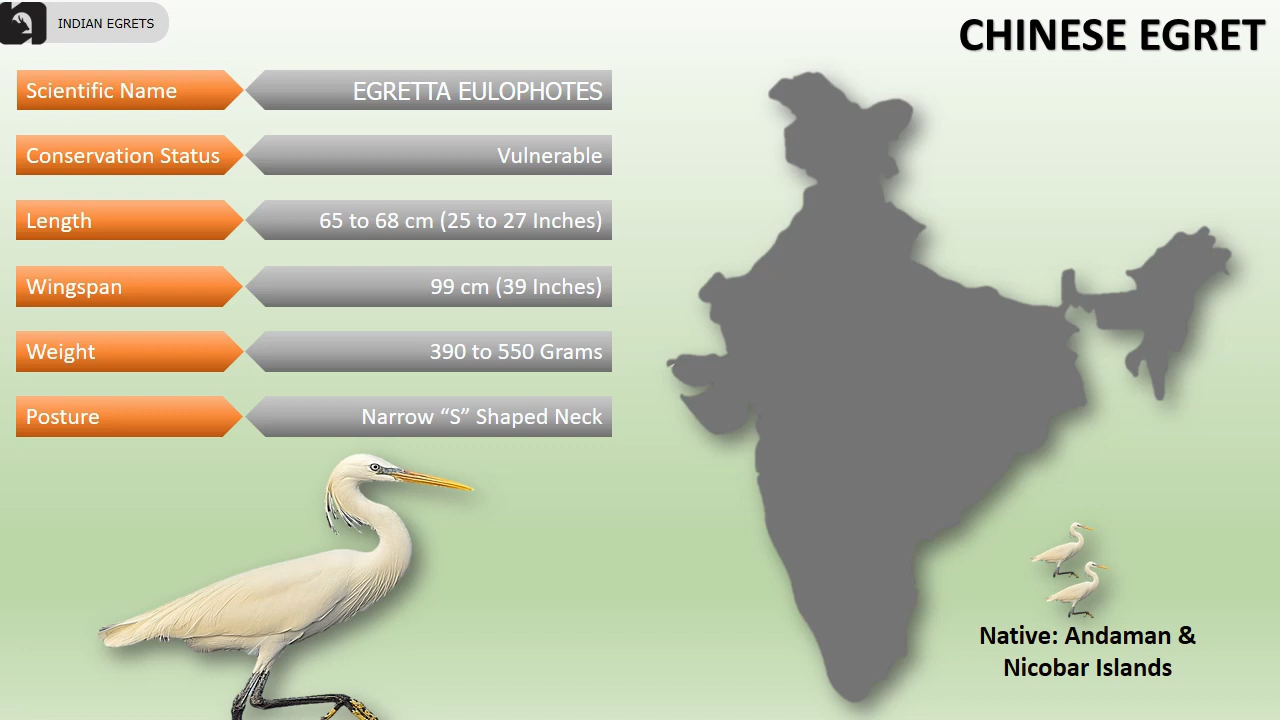 INDIAN EGRETS
CHINESE EGRET
Scientific Name
EGRETTA EULOPHOTES
Conservation Status
Vulnerable
Length
65 to 68 cm (25 to 27 Inches)
Wingspan
99 cm (39 Inches)
Weight
390 to 550 Grams
Posture
Narrow “S” Shaped Neck
Native: Andaman &
Nicobar Islands